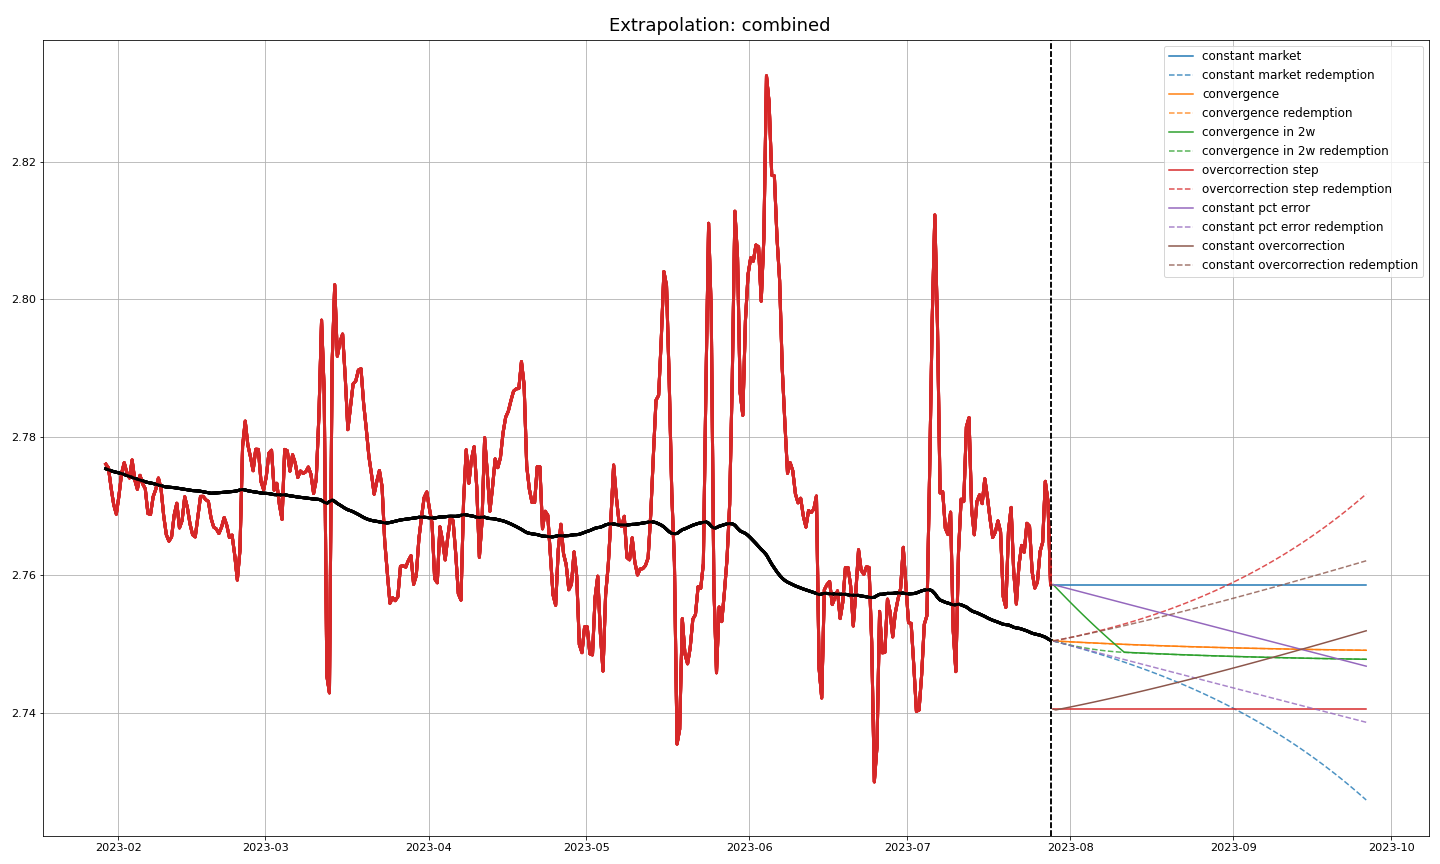 Extrapolation: combined
constant market
constant market redemption
convergence
convergence redemption
convergence in 2w
convergence in 2w redemption
overcorrection step
overcorrection step redemption
constant pct error
constant pct error redemption
constant overcorrection
constant overcorrection redemption
2.82
2.80
2.78
2.76
2.74
2023-02
2023-03
2023-04
2023-05
2023-06
2023-07
2023-08
2023-09
2023-10